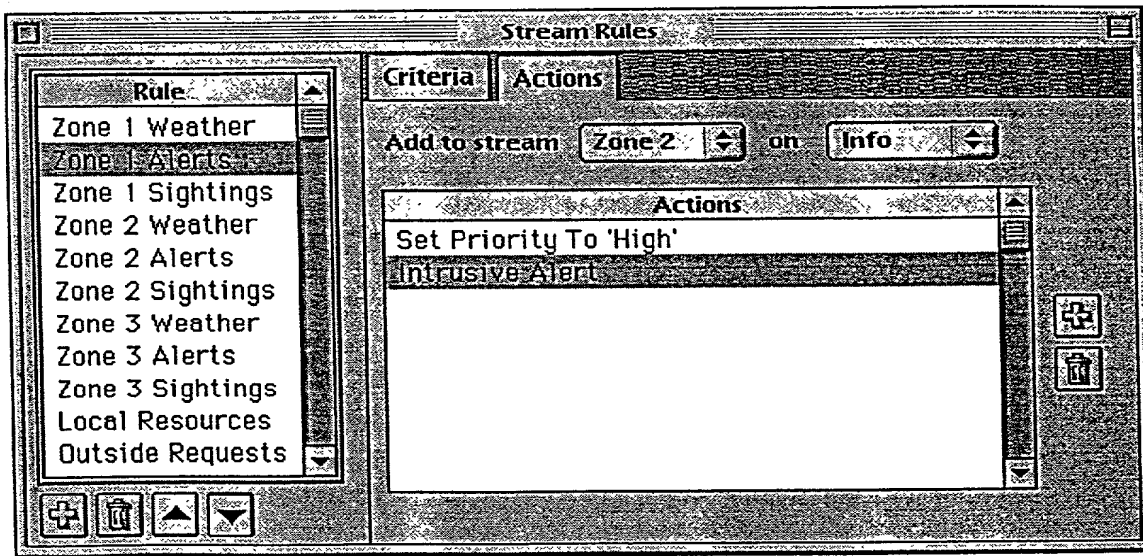 Stream Rules
Rule
Zone 1 Weather
Zone 1 Alerts
Zone 1 Sightings
Zone 2 Weather
Zone 2 Alerts
Zone 2 Sightings
Zone 3 Weather
Zone 3 Alerts
Zone 3 Sightings
Local Resources
Outside Requests
Criteria Actions
Add to stream Zone 2 on Info
Actions
Set Priority To 'High'
Intrusive Alert